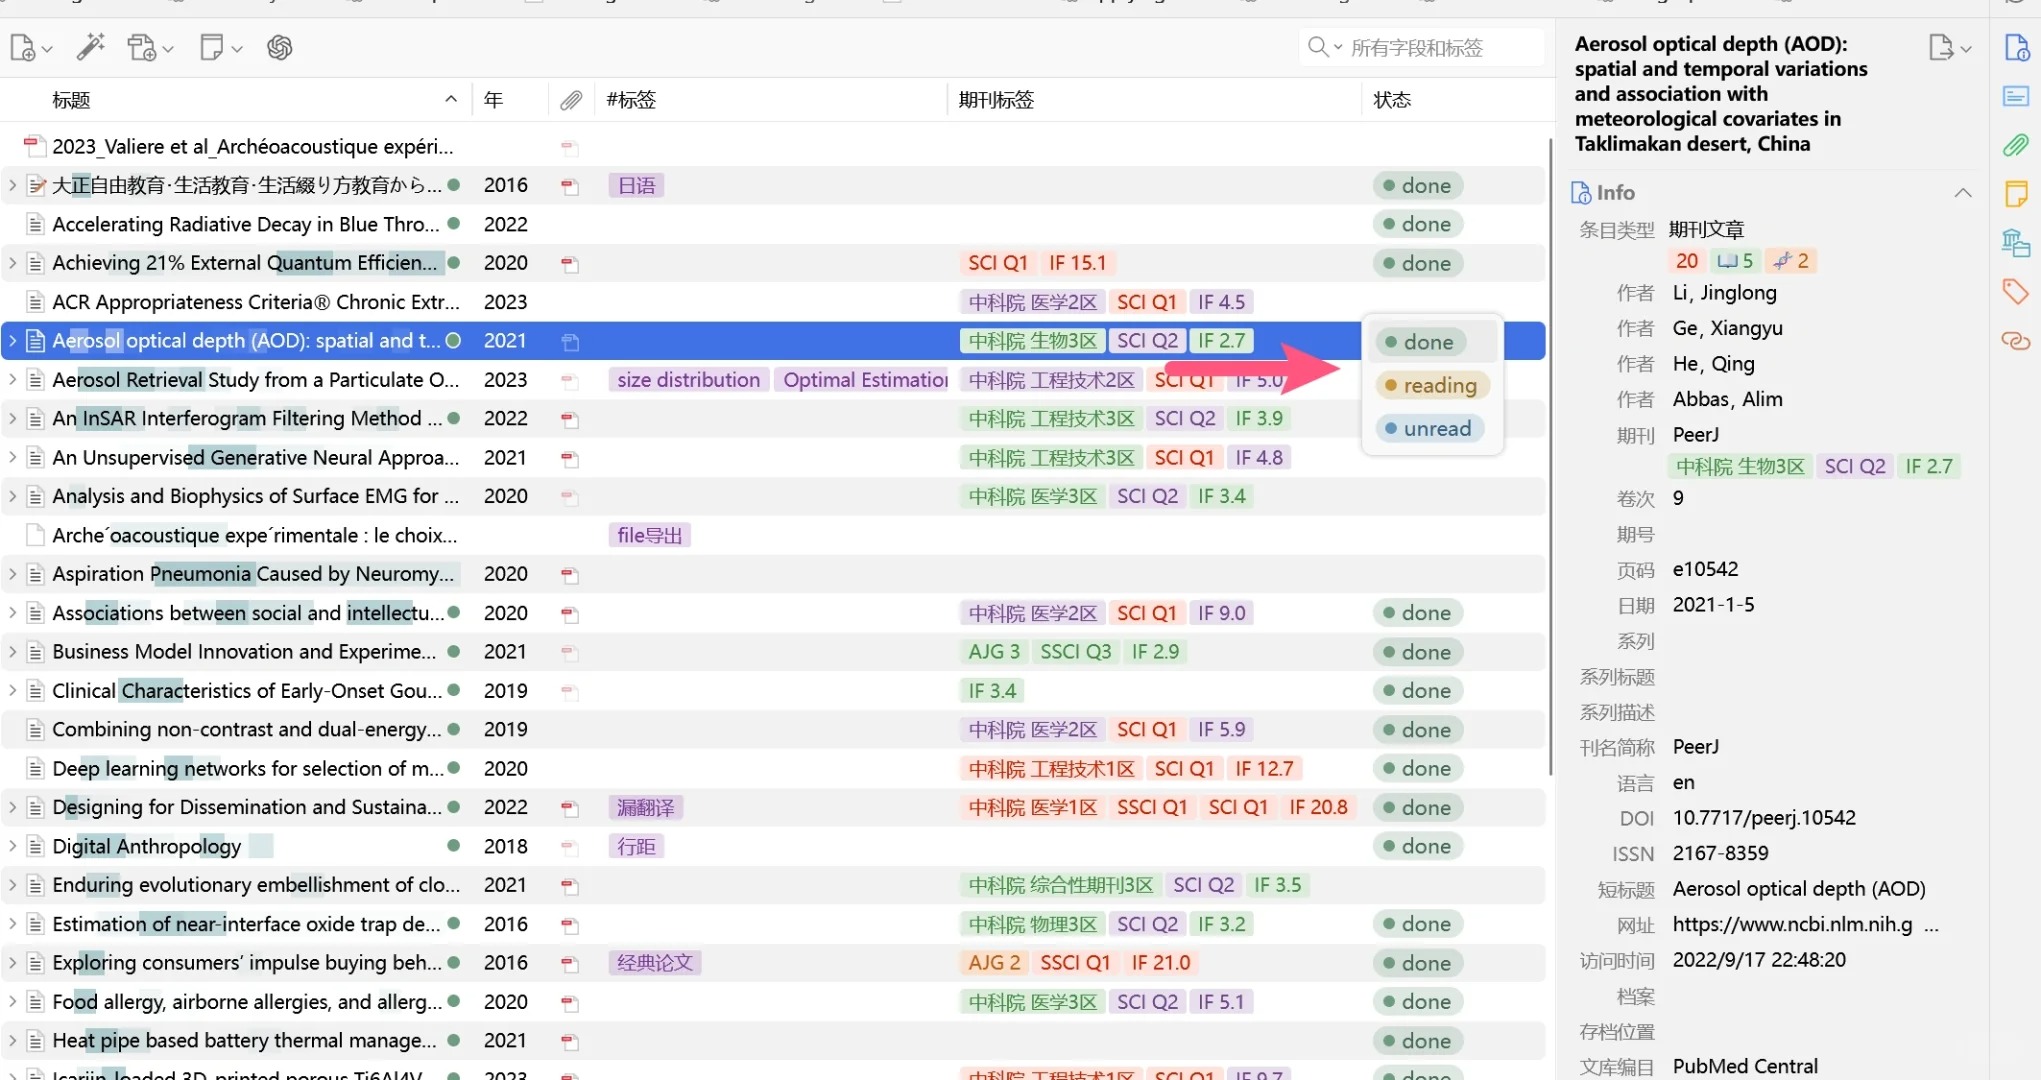 所有字段和标签
标题 年 #标签 期刊标签 状态
2023_Valiere et al_Archéoacoustique expéri...
大正自由教育·生活教育·生活綴り方教育から... 2016 日语 done
Accelerating Radiative Decay in Blue Thro... 2022 done
Achieving 21% External Quantum Efficien... 2020 SCI Q1 IF 15.1 done
ACR Appropriateness Criteria® Chronic Extr... 2023 中科院 医学2区 SCI Q1 IF 4.5
Aerosol optical depth (AOD): spatial and t... 2021 中科院 生物3区 SCI Q2 IF 2.7 done
Aerosol Retrieval Study from a Particulate O... 2023 size distribution Optimal Estimation 中科院 工程技术2区 SCI Q1 IF 5.0 reading
An InSAR Interferogram Filtering Method ... 2022 中科院 工程技术3区 SCI Q2 IF 3.9 unread
An Unsupervised Generative Neural Approa... 2021 中科院 工程技术3区 SCI Q1 IF 4.8
Analysis and Biophysics of Surface EMG for ... 2020 中科院 医学3区 SCI Q2 IF 3.4
Arche´oacoustique expe´rimentale : le choix... file导出
Aspiration Pneumonia Caused by Neuromy... 2020
Associations between social and intellectu... 2020 中科院 医学2区 SCI Q1 IF 9.0 done
Business Model Innovation and Experime... 2021 AJG 3 SSCI Q3 IF 2.9 done
Clinical Characteristics of Early-Onset Gou... 2019 IF 3.4 done
Combining non-contrast and dual-energy... 2019 中科院 医学2区 SCI Q1 IF 5.9 done
Deep learning networks for selection of m... 2020 中科院 工程技术1区 SCI Q1 IF 12.7 done
Designing for Dissemination and Sustaina... 2022 漏翻译 中科院 医学1区 SSCI Q1 SCI Q1 IF 20.8 done
Digital Anthropology 2018 行距 done
Enduring evolutionary embellishment of clo... 2021 中科院 综合性期刊3区 SCI Q2 IF 3.5
Estimation of near-interface oxide trap de... 2016 中科院 物理3区 SCI Q2 IF 3.2 done
Exploring consumers' impulse buying beh... 2016 经典论文 AJG 2 SSCI Q1 IF 21.0 done
Food allergy, airborne allergies, and allerg... 2020 中科院 医学3区 SCI Q2 IF 5.1 done
Heat pipe based battery thermal manage... 2021 done
Icariin-loaded 3D-printed porous Ti6Al4V 2023 中科院 工程技术1区 SCI Q1 IF 9.7 done
Aerosol optical depth (AOD):
spatial and temporal variations
and association with
meteorological covariates in
Taklimakan desert, China
Info
条目类型 期刊文章
20 5 2
作者 Li, Jinglong
作者 Ge, Xiangyu
作者 He, Qing
作者 Abbas, Alim
期刊 PeerJ
中科院 生物3区 SCI Q2 IF 2.7
卷次 9
期号
页码 e10542
日期 2021-1-5
系列
系列标题
系列描述
刊名简称 PeerJ
语言 en
DOI 10.7717/peerj.10542
ISSN 2167-8359
短标题 Aerosol optical depth (AOD)
网址 https://www.ncbi.nlm.nih.g ...
访问时间 2022/9/17 22:48:20
档案
存档位置
文库编目 PubMed Central